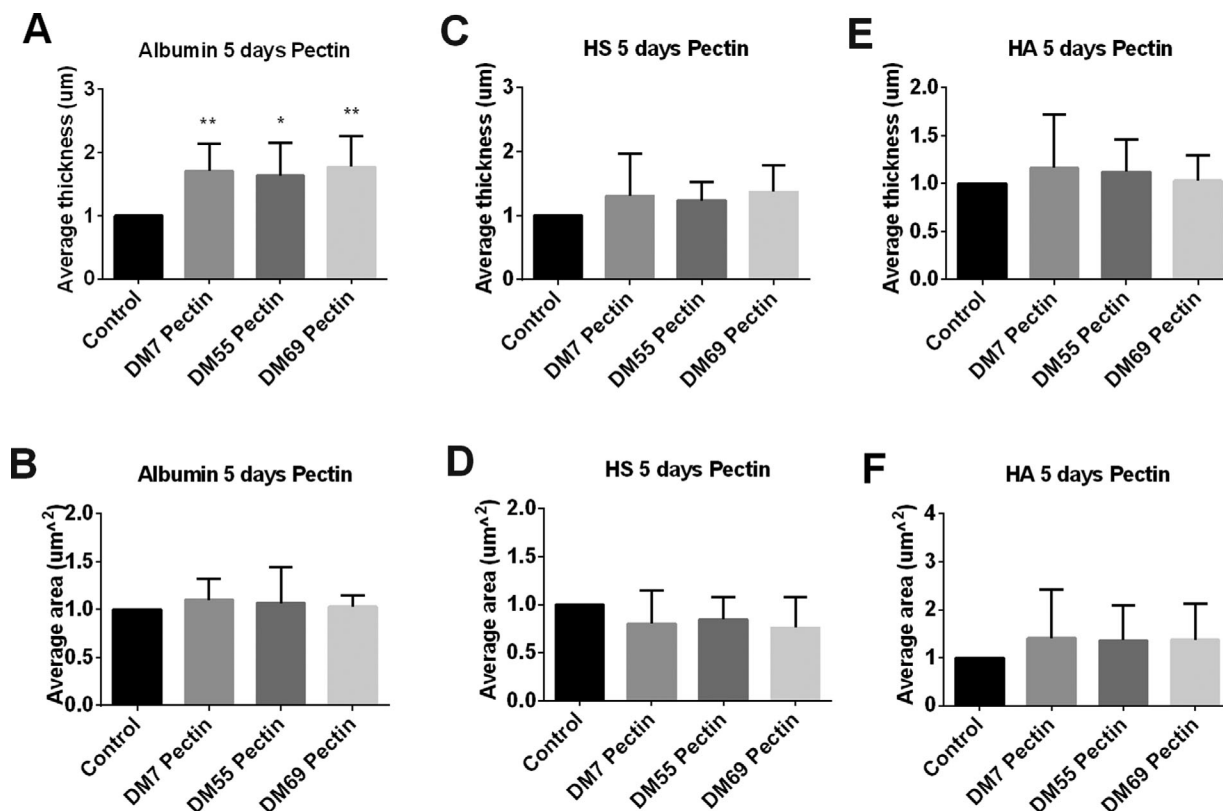 A
Albumin 5 days Pectin
Average thickness (um)
3
2
1
0
**
*
**
Control
DM7 Pectin
DM55 Pectin
DM69 Pectin
B
Albumin 5 days Pectin
Average area (um^2)
2.0
1.5
1.0
0.5
0.0
Control
DM7 Pectin
DM55 Pectin
DM69 Pectin
C
HS 5 days Pectin
Average thickness (um)
3
2
1
0
Control
DM7 Pectin
DM55 Pectin
DM69 Pectin
D
HS 5 days Pectin
Average area (um^2)
2.0
1.5
1.0
0.5
0.0
Control
DM7 Pectin
DM55 Pectin
DM69 Pectin
E
HA 5 days Pectin
Average thickness (um)
2.0
1.5
1.0
0.5
0.0
Control
DM7 Pectin
DM55 Pectin
DM69 Pectin
F
HA 5 days Pectin
Average area (um^2)
4
3
2
1
0
Control
DM7 Pectin
DM55 Pectin
DM69 Pectin